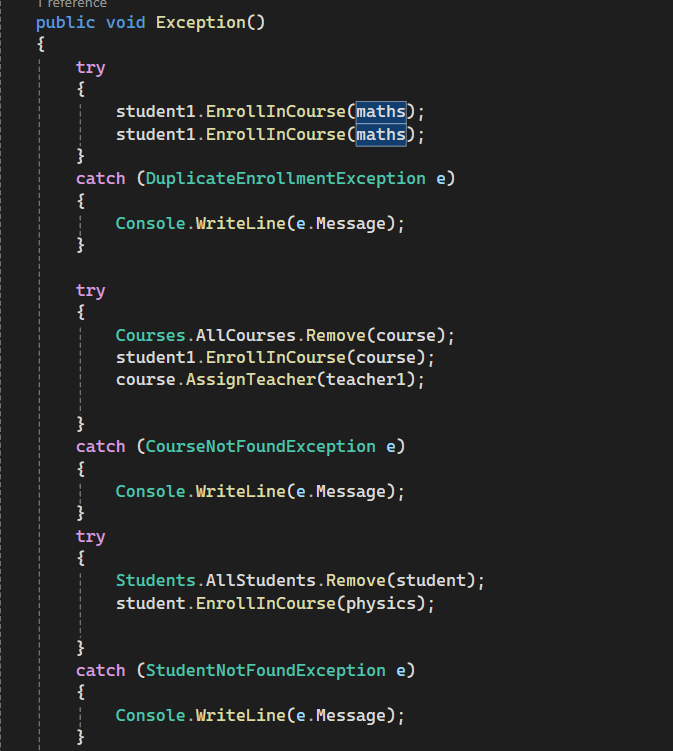 1 reference
public void Exception()
{
try
{
student1.EnrollInCourse(maths);
student1.EnrollInCourse(maths);
}
catch (DuplicateEnrollmentException e)
{
Console.WriteLine(e.Message);
}
try
{
Courses.AllCourses.Remove(course);
student1.EnrollInCourse(course);
course.AssignTeacher(teacher1);
}
catch (CourseNotFoundException e)
{
Console.WriteLine(e.Message);
}
try
{
Students.AllStudents.Remove(student);
student.EnrollInCourse(physics);
}
catch (StudentNotFoundException e)
{
Console.WriteLine(e.Message);
}